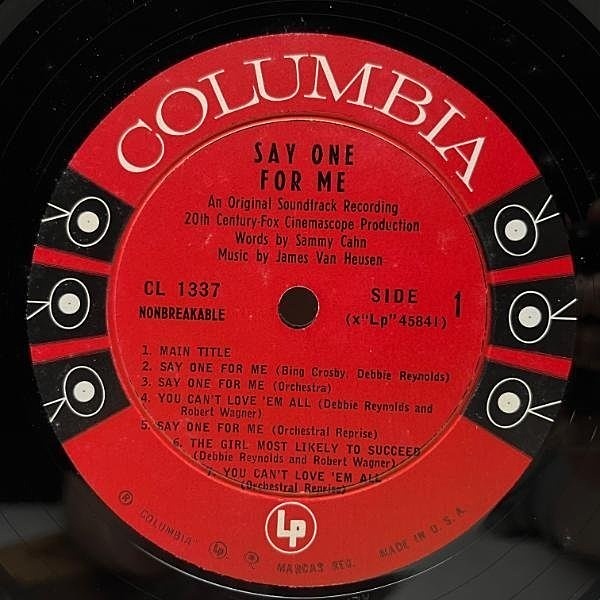 COLUMBIA
SAY ONE
FOR ME
An Original Soundtrack Recording
20th Century-Fox Cinemascope Production
Words by Sammy Cahn
Music by James Van Heusen
CL 1337
NONBREAKABLE
SIDE 1
(x"Lp"45841)
1. MAIN TITLE
2. SAY ONE FOR ME (Bing Crosby, Debbie Reynolds)
3. SAY ONE FOR ME (Orchestra)
4. YOU CAN'T LOVE 'EM ALL (Debbie Reynolds and
Robert Wagner)
5. SAY ONE FOR ME (Orchestral Reprise)
6. THE GIRL MOST LIKELY TO SUCCEED
(Debbie Reynolds and Robert Wagner)
7. YOU CAN'T LOVE 'EM ALL
(Orchestral Reprise)
LP
® COLUMBIA LP MARCAS REG. MADE IN U.S.A.